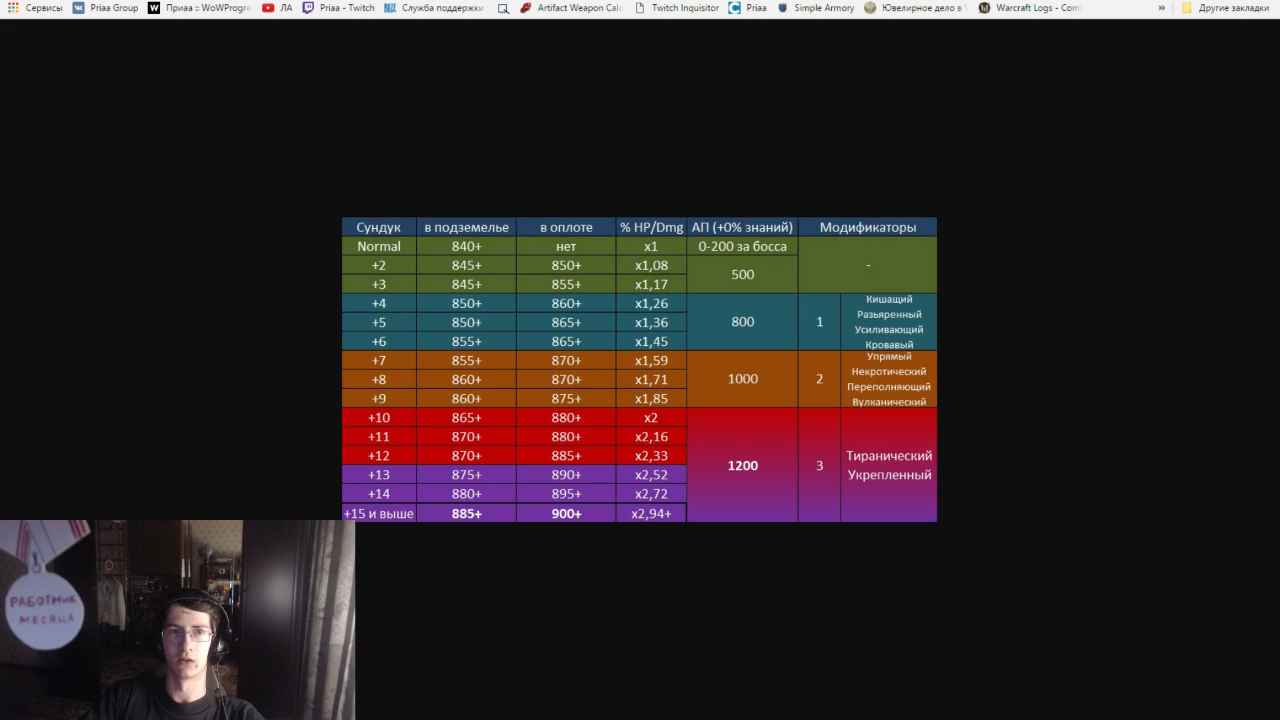 Сервисы Priaa Group Приаа :: WoWProgre ЛА Priaa - Twitch Служба поддержки Artifact Weapon Calc Twitch Inquisitor Priaa Simple Armory Ювелирное дело в Warcraft Logs - Com » Другие закладки
Сундук в подземелье в оплоте % HP/Dmg АП (+0% знаний) Модификаторы
Normal 840+ нет x1 0-200 за босса -
+2 845+ 850+ x1,08 500
+3 845+ 855+ x1,17
+4 850+ 860+ x1,26 800 1 Кишащий
Разьяренный
+5 850+ 865+ x1,36 Усиливающий
+6 855+ 865+ x1,45 Кровавый
+7 855+ 870+ x1,59 1000 2 Упрямый
Некротический
+8 860+ 870+ x1,71 Переполняющий
+9 860+ 875+ x1,85 Вулканический
+10 865+ 880+ x2 1200 3
+11 870+ 880+ x2,16
+12 870+ 885+ x2,33 Тиранический
+13 875+ 890+ x2,52 Укрепленный
+14 880+ 895+ x2,72
+15 и выше 885+ 900+ x2,94+
РАБОТНИК
МЕСЯЦА